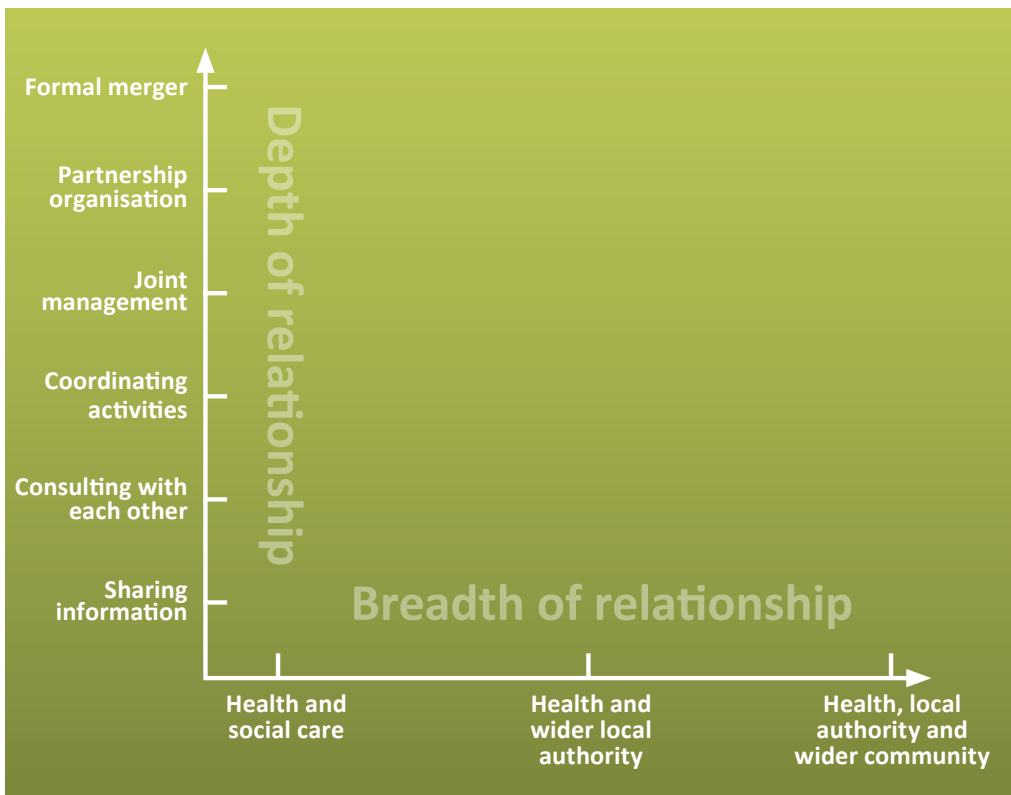 Formal merger
Partnership
organisation
Joint
management
Coordinating
activities
Consulting with
each other
Sharing
information
Depth of relationship
Breadth of relationship
Health and
social care
Health and
wider local
authority
Health, local
authority and
wider community